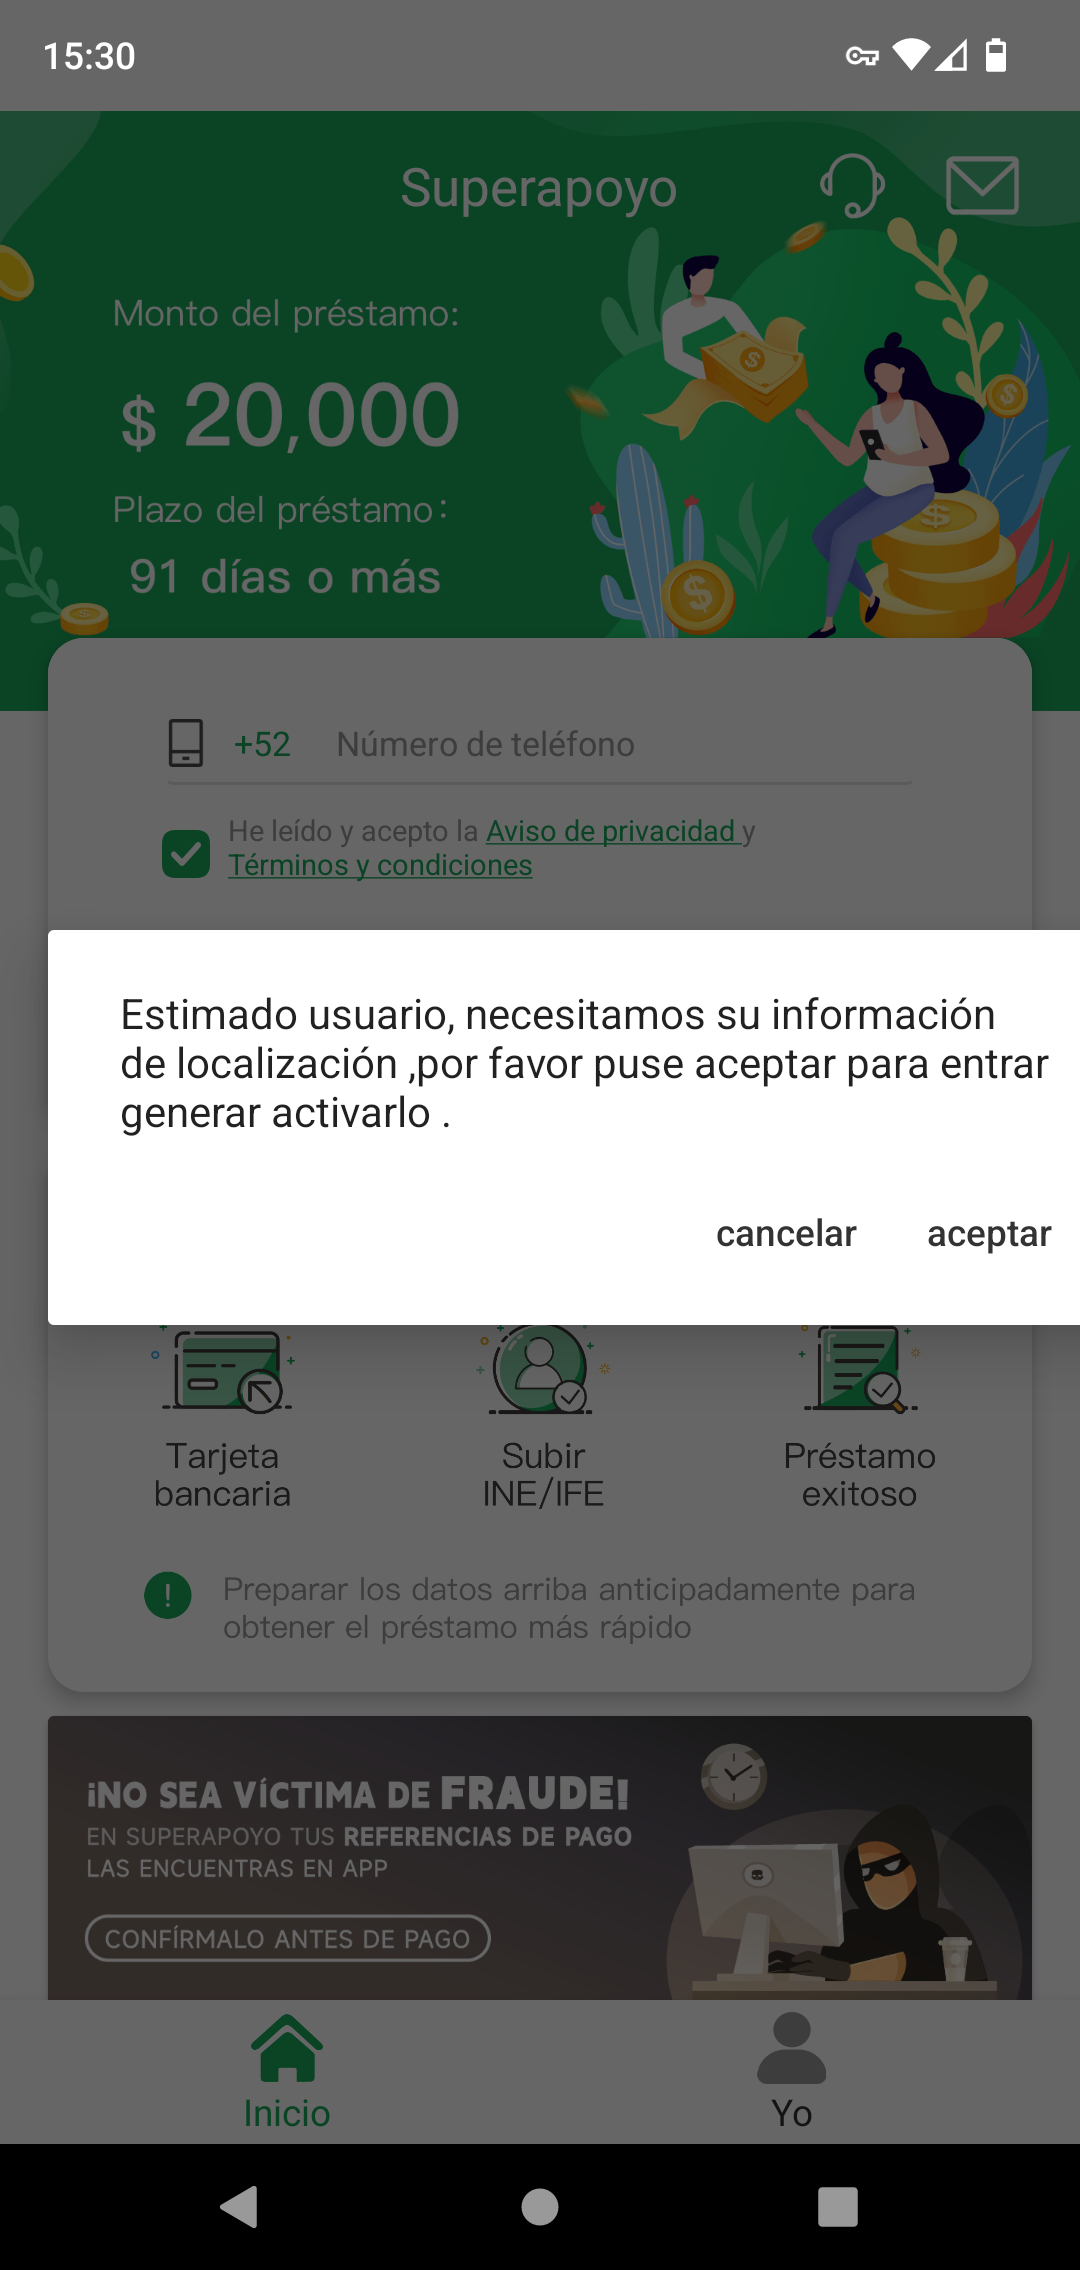 15:30
Superapoyo
Monto del préstamo:
$ 20,000
Plazo del préstamo:
91 días o más
+52 Número de teléfono
He leído y acepto la Aviso de privacidad y
Términos y condiciones
Estimado usuario, necesitamos su información
de localización ,por favor puse aceptar para entrar
generar activarlo .
cancelar aceptar
Tarjeta
bancaria
Subir
INE/IFE
Préstamo
exitoso
Preparar los datos arriba anticipadamente para
obtener el préstamo más rápido
¡NO SEA VÍCTIMA DE FRAUDE!
EN SUPERAPOYO TUS REFERENCIAS DE PAGO
LAS ENCUENTRAS EN APP
CONFÍRMALO ANTES DE PAGO
Inicio Yo